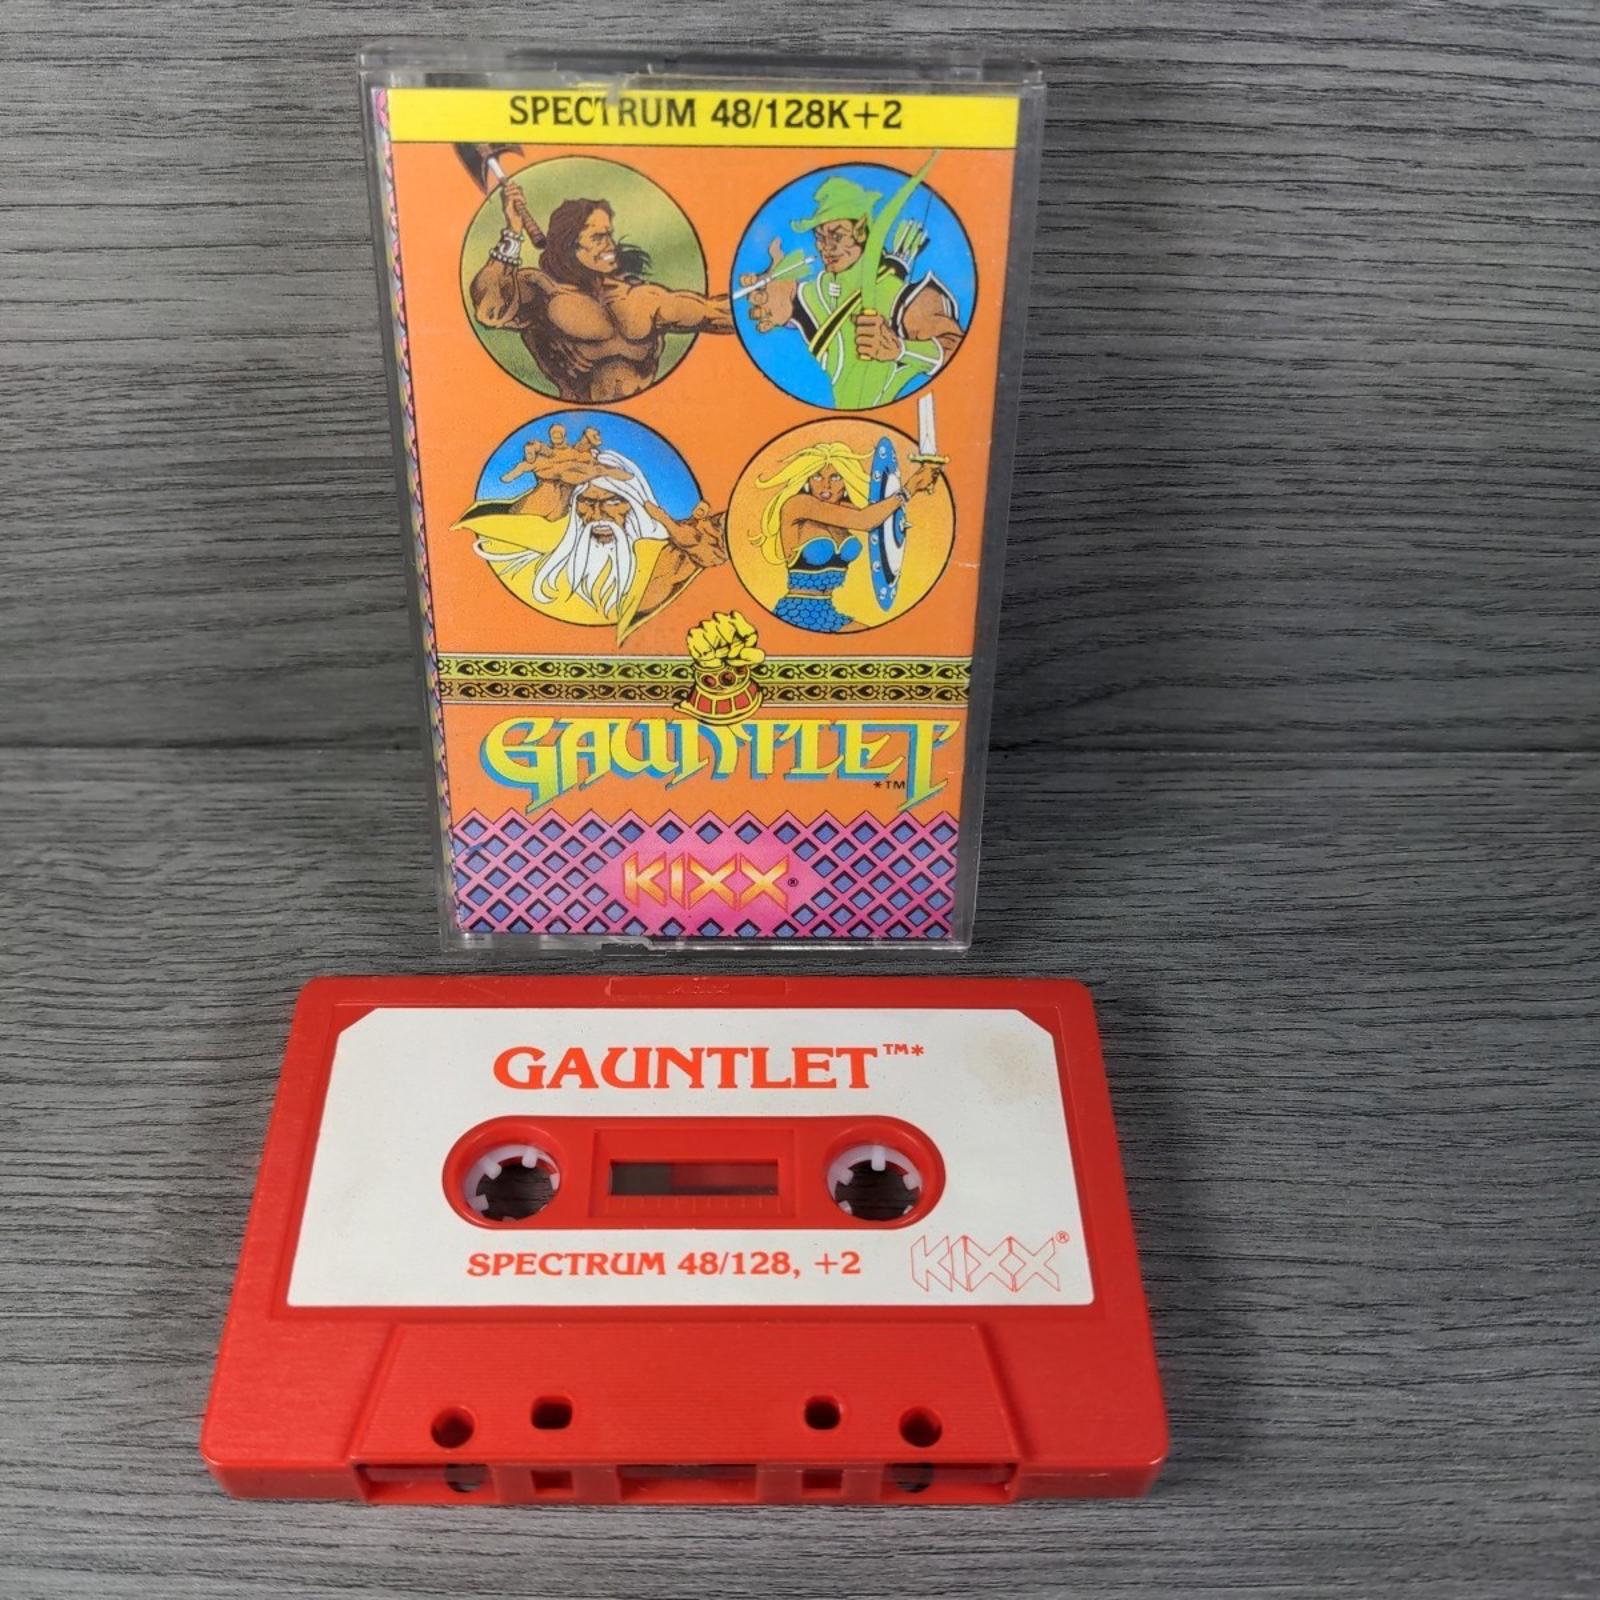 SPECTRUM 48/128K+2
GAUNTLET
*TM
KIXX®
GAUNTLET™*
SPECTRUM 48/128, +2
KIXX®